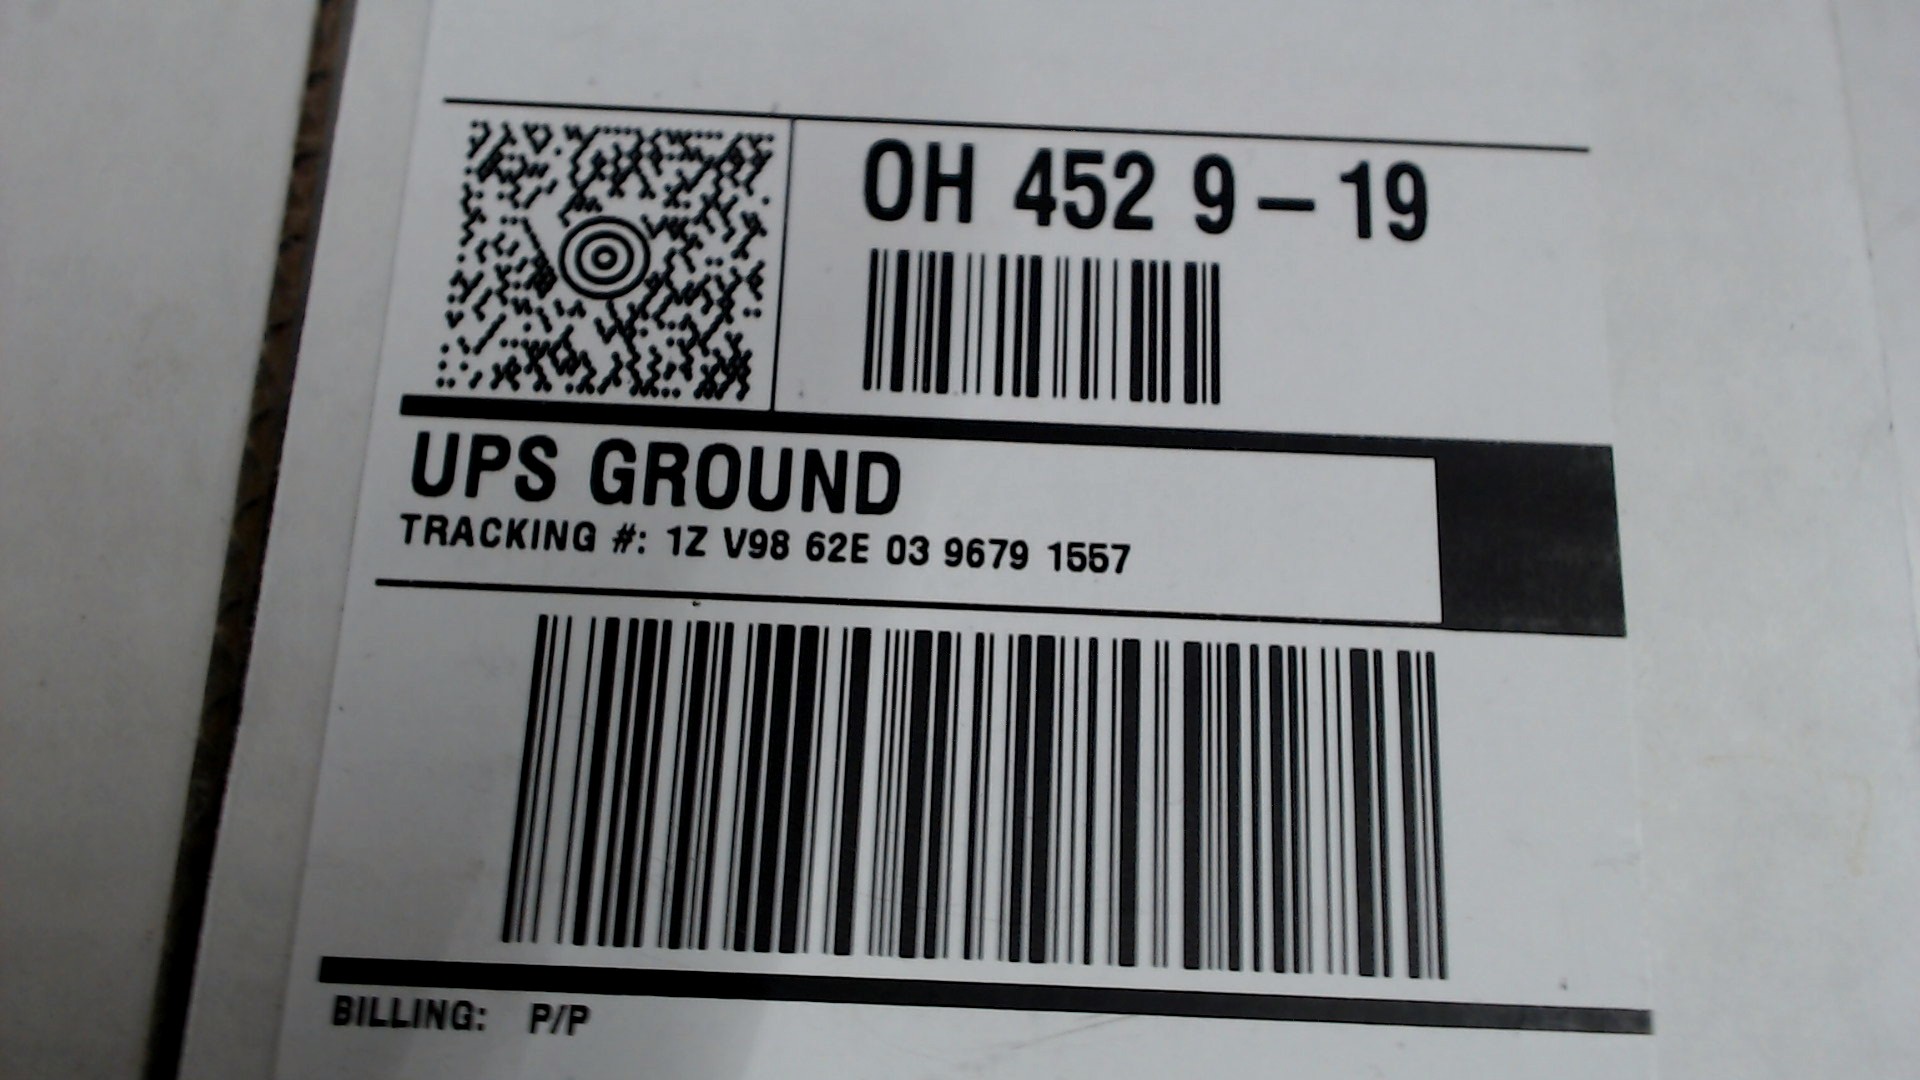 OH 452 9-19
UPS GROUND
TRACKING #: 1Z V98 62E 03 9679 1557
BILLING: P/P